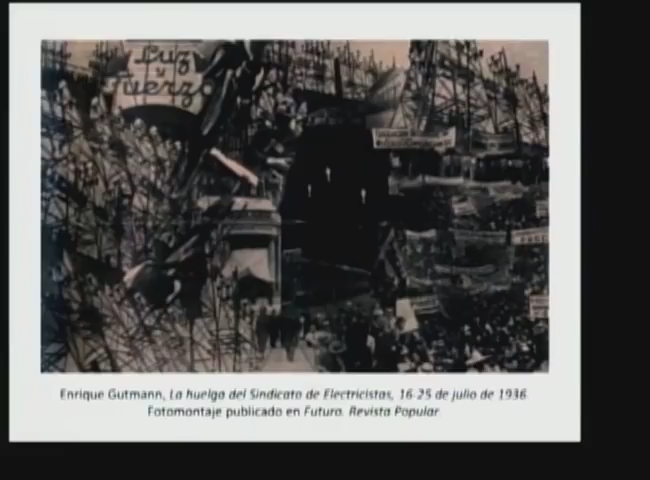 Luz
y
Fuerza
Enrique Gutmann, La huelga del Sindicato de Electricistas, 16-25 de julio de 1936.
Fotomontaje publicado en Futuro. Revista Popular